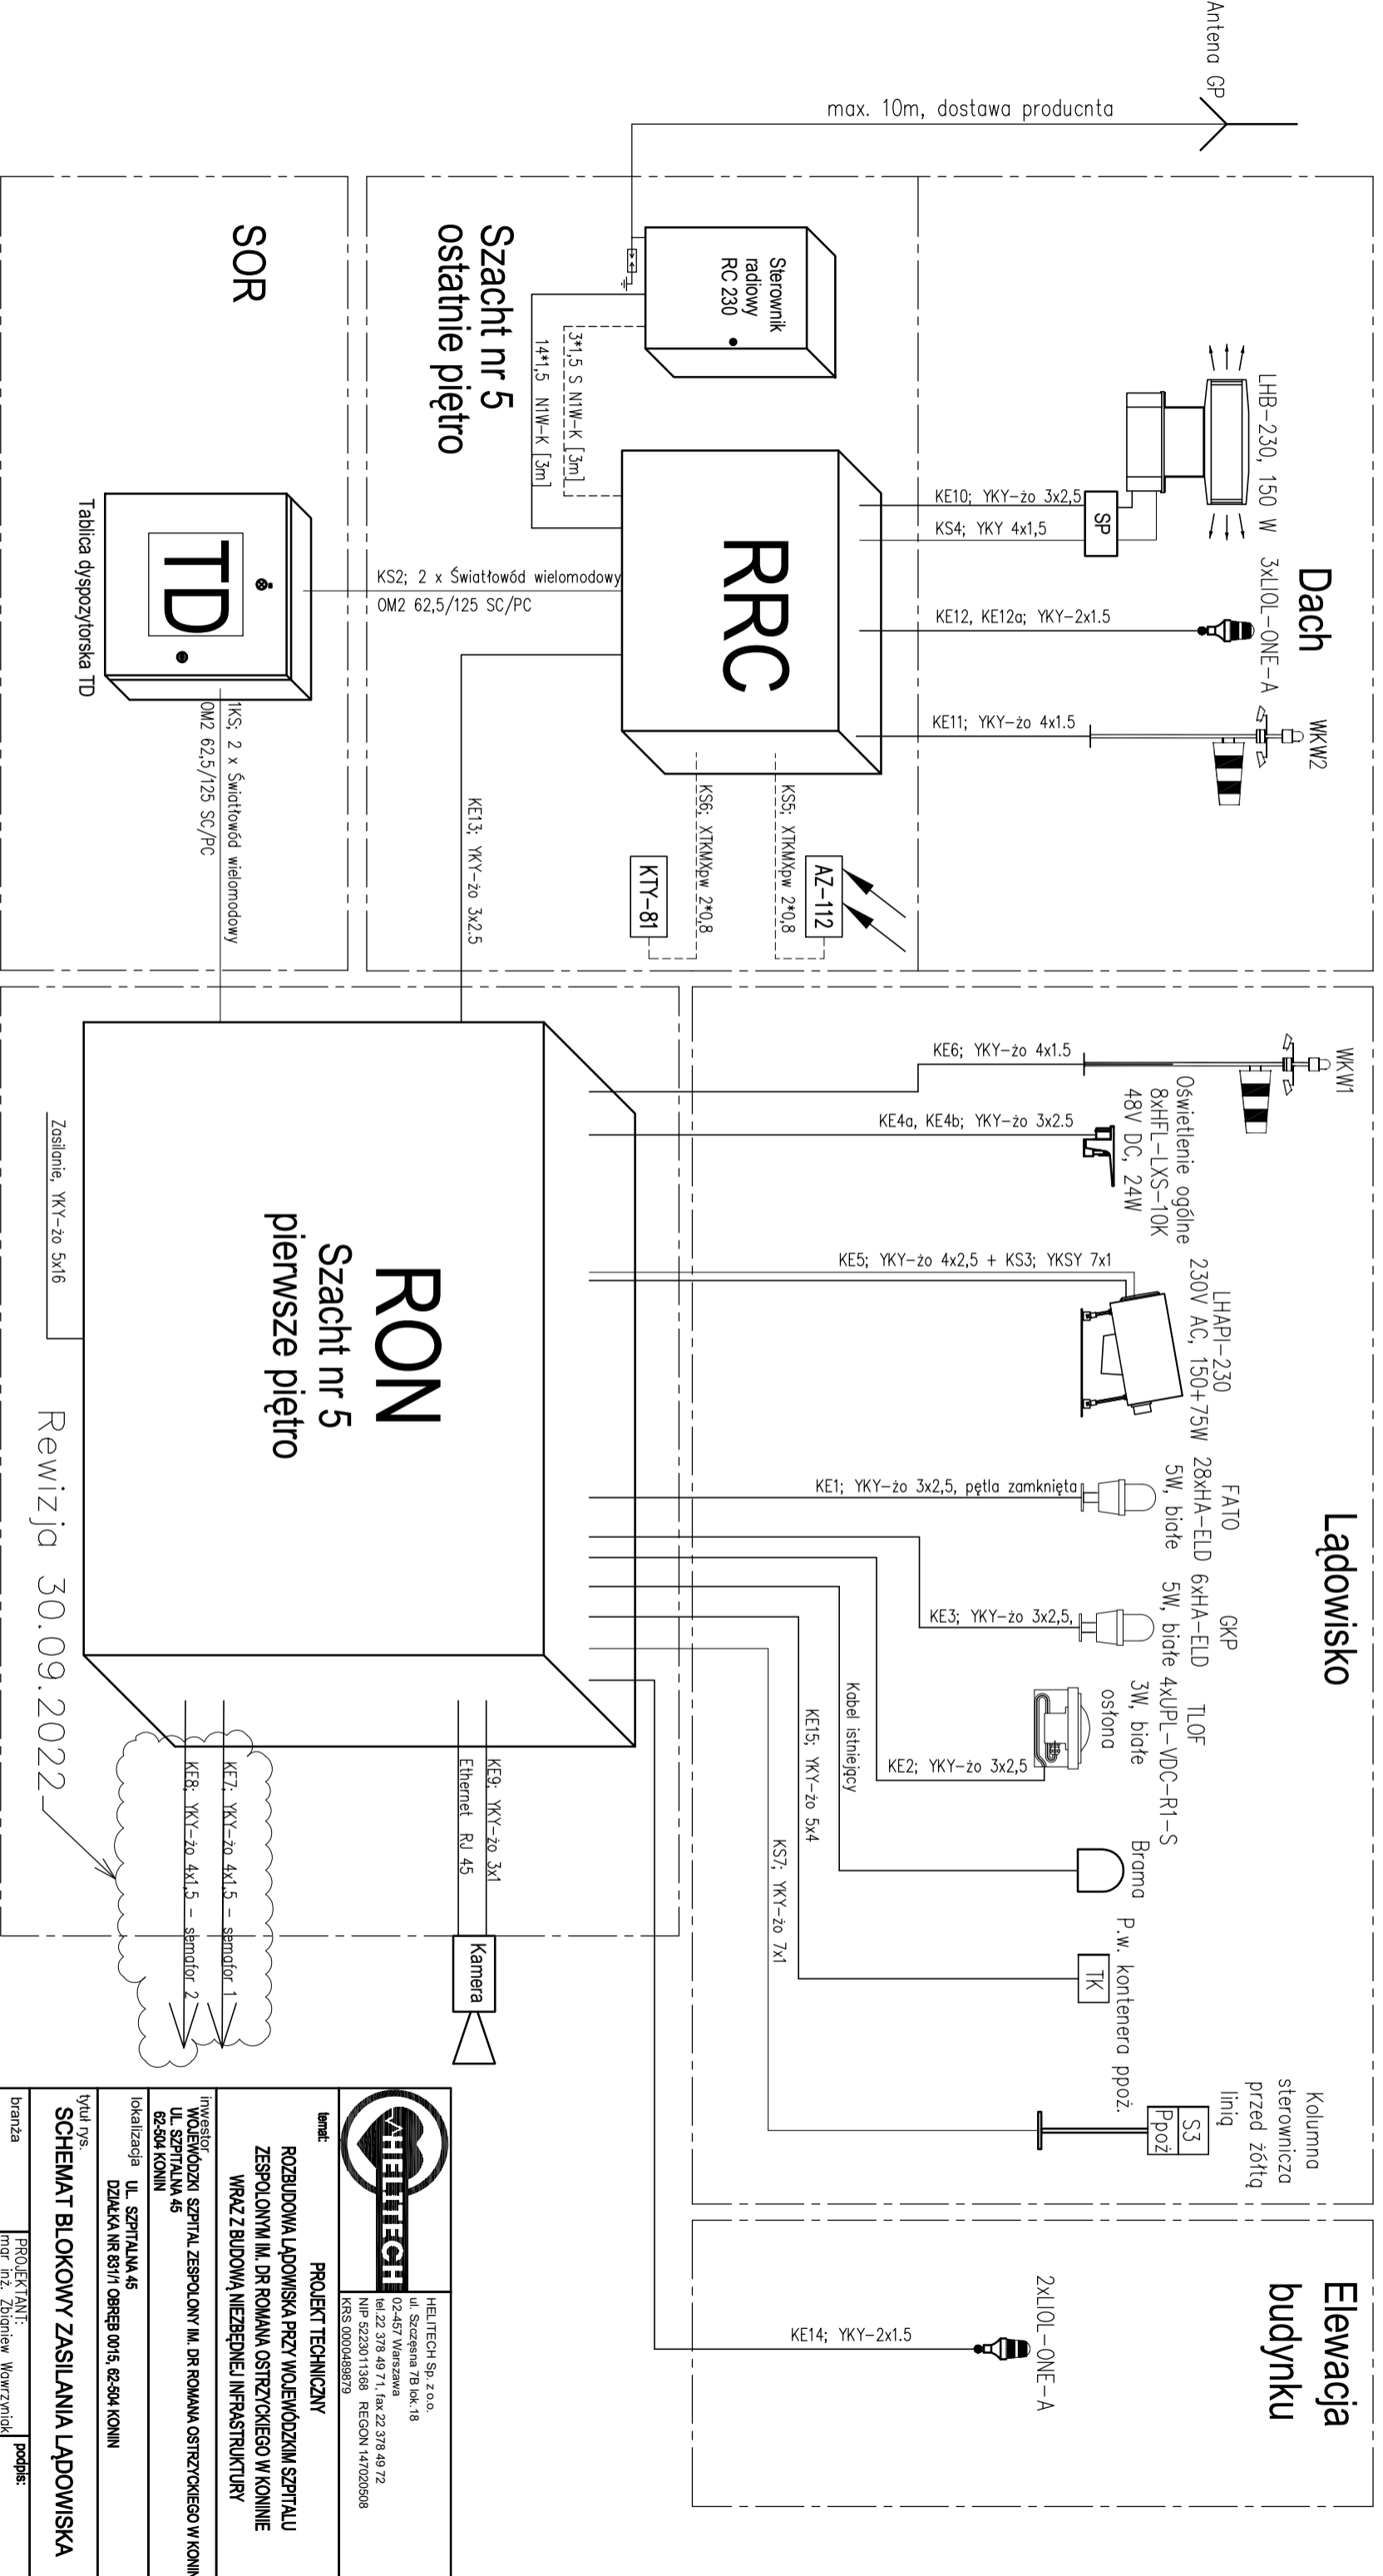 Antena GP
max. 10m, dostawa producnta
Dach
LHB-230, 150 W
3xLIOL-ONE-A
WKW2
SP
KE10; YKY-żo 3x2,5
KS4; YKY 4x1,5
KE12, KE12a; YKY-2x1.5
KE11; YKY-żo 4x1.5
Sterownik
radiowy
RC 230
Szacht nr 5
ostatnie piętro
3*1,5 S N1W-K [3m]
14*1,5 N1W-K [3m]
RRC
KS5; XTKMXpw 2*0,8
KS6; XTKMXpw 2*0,8
AZ-112
KTY-81
SOR
KS2; 2 x Światłowód wielomodowy
OM2 62,5/125 SC/PC
TD
Tablica dyspozytorska TD
1KS; 2 x Światłowód wielomodowy
OM2 62,5/125 SC/PC
KE13; YKY-żo 3x2.5
Lądowisko
WKW1
KE6; YKY-żo 4x1.5
Oświetlenie ogólne
8xHFL-LXS-10K
48V DC, 24W
KE4a, KE4b; YKY-żo 3x2.5
LHAPI-230
230V AC, 150+75W
KE5; YKY-żo 4x2,5 + KS3; YKSY 7x1
FATO
28xHA-ELD
5W, białe
KE1; YKY-żo 3x2,5, pętla zamknięta
GKP
6xHA-ELD
5W, białe
KE3; YKY-żo 3x2,5,
TLOF
4xUPL-VDC-R1-S
3W, białe
osłona
KE2; YKY-żo 3x2,5
Brama
Kabel istniejący
P.w. kontenera ppoż.
TK
KE15; YKY-żo 5x4
Kolumna
sterownicza
przed żółtą
linią
S3
Ppoż
KS7; YKY-żo 7x1
Elewacja
budynku
2xLIOL-ONE-A
KE14; YKY-2x1.5
RON
Szacht nr 5
pierwsze piętro
Zasilanie, YKY-żo 5x16
Rewizja 30.09.2022
KE9; YKY-żo 3x1
Ethernet RJ 45
Kamera
KE7; YKY-żo 4x1,5 - semafor 1
KE8; YKY-żo 4x1,5 - semafor 2
HELITECH
HELITECH Sp. z o.o.
ul. Szczęsna 7B lok.18
02-457 Warszawa
tel.22 378 49 71, fax 22 378 49 72
NIP 5223011368 REGON 147020508
KRS 0000489879
temat:
PROJEKT TECHNICZNY
ROZBUDOWA LĄDOWISKA PRZY WOJEWÓDZKIM SZPITALU
ZESPOLONYM IM. DR ROMANA OSTRZYCKIEGO W KONINIE
WRAZ Z BUDOWĄ NIEZBĘDNEJ INFRASTRUKTURY
inwestor
WOJEWÓDZKI SZPITAL ZESPOLONY IM. DR ROMANA OSTRZYCKIEGO W KONIN
UL. SZPITALNA 45
62-504 KONIN
lokalizacja UL. SZPITALNA 45
DZIAŁKA NR 831/1 OBRĘB 0015, 62-504 KONIN
tytuł rys.
SCHEMAT BLOKOWY ZASILANIA LĄDOWISKA
branża
PROJEKTANT:
mgr inż. Zbigniew Wawrzyniak
podpis: